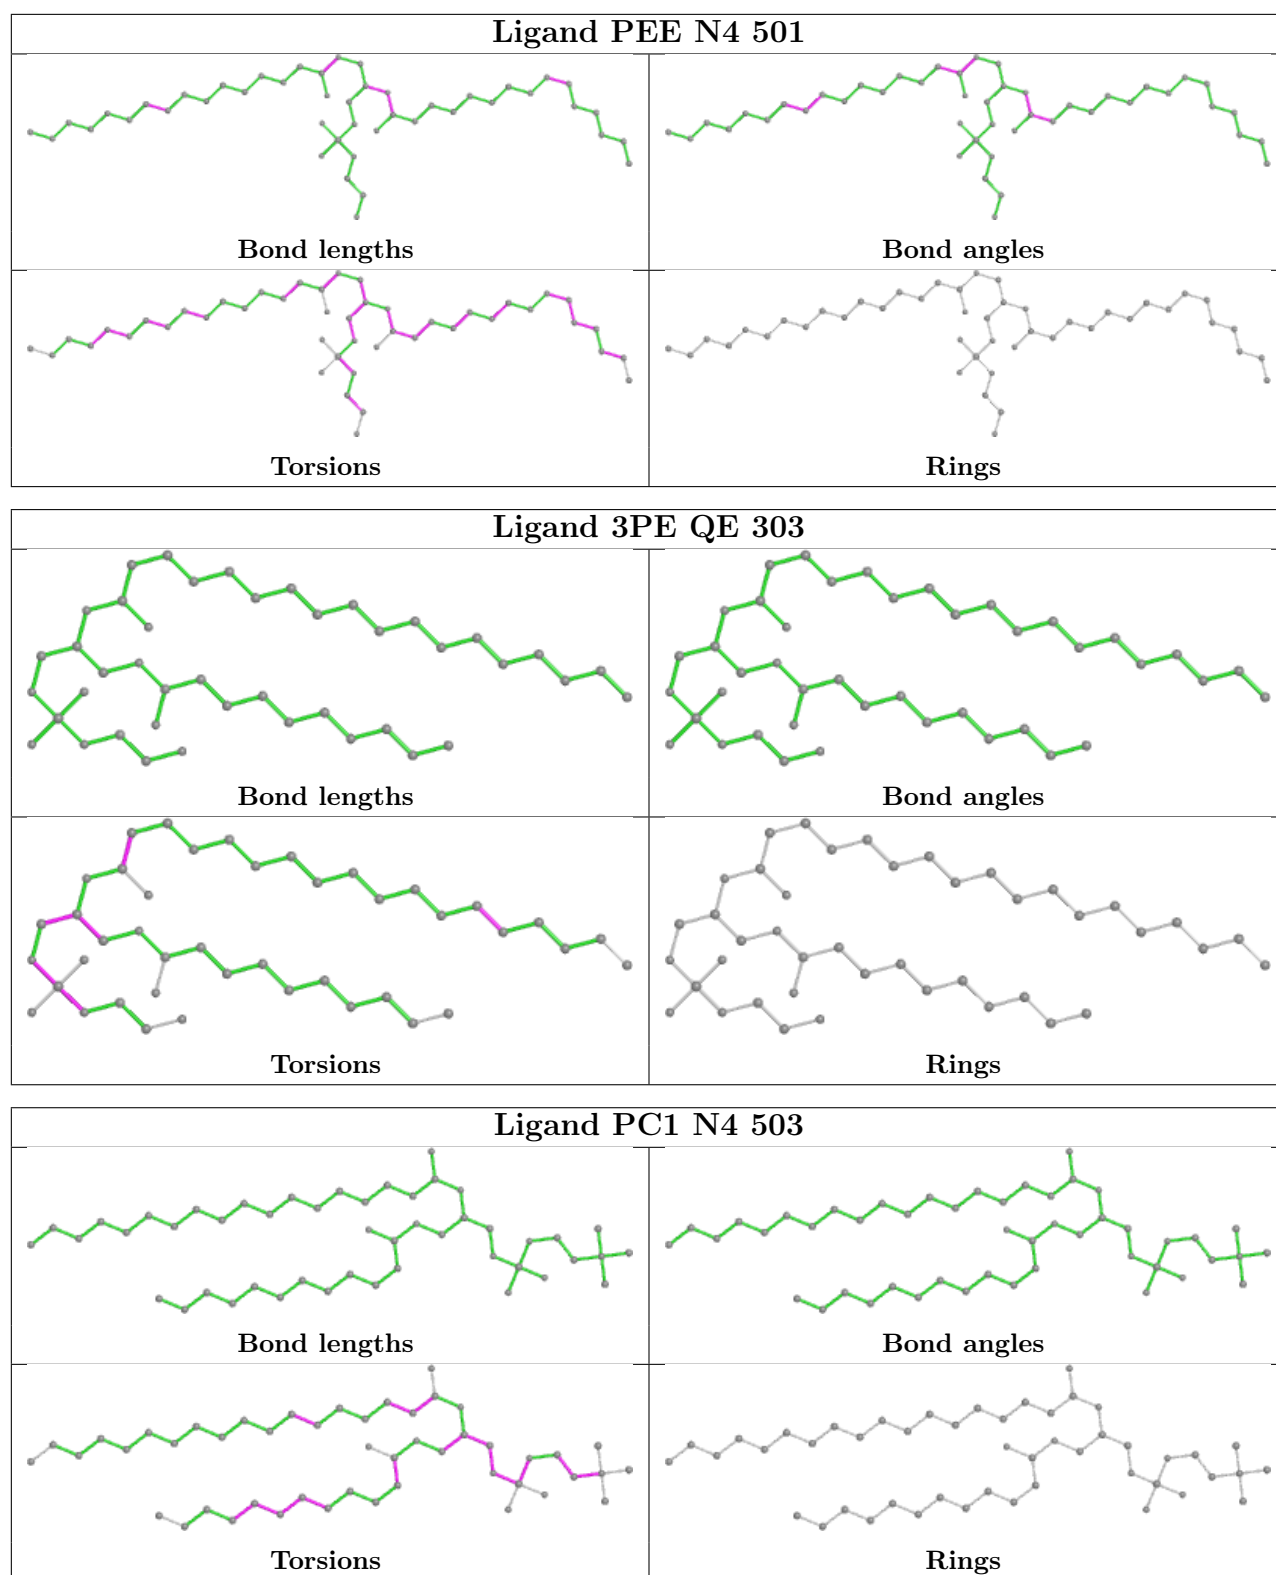 Ligand PEE N4 501
Bond lengths
Bond angles
Torsions
Rings
Ligand 3PE QE 303
Bond lengths
Bond angles
Torsions
Rings
Ligand PC1 N4 503
Bond lengths
Bond angles
Torsions
Rings